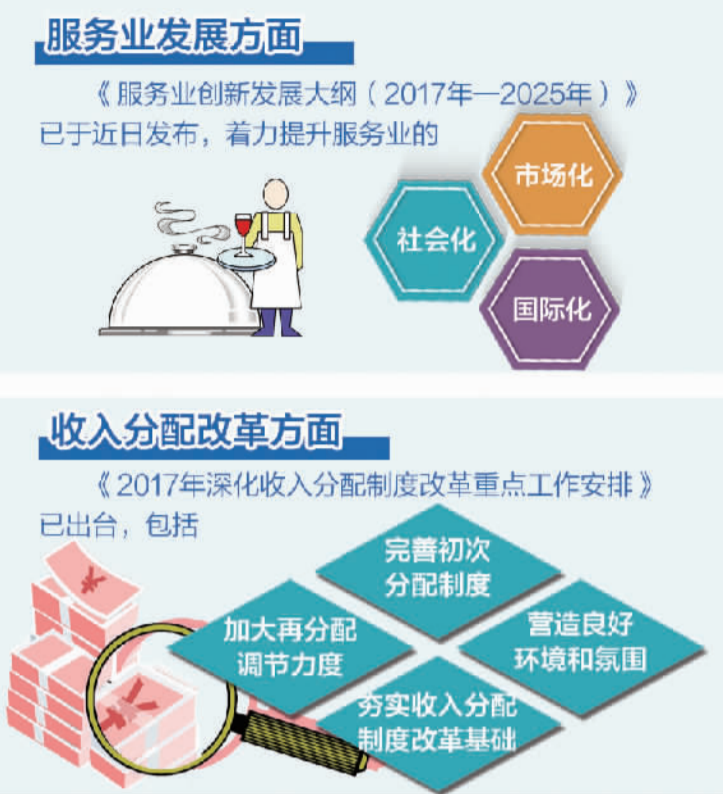 服务业发展方面
《服务业创新发展大纲（2017年—2025年）》
已于近日发布，着力提升服务业的
市场化
社会化
国际化
收入分配改革方面
《2017年深化收入分配制度改革重点工作安排》
已出台，包括
完善初次
分配制度
加大再分配
调节力度
营造良好
环境和氛围
夯实收入分配
制度改革基础
¥
¥